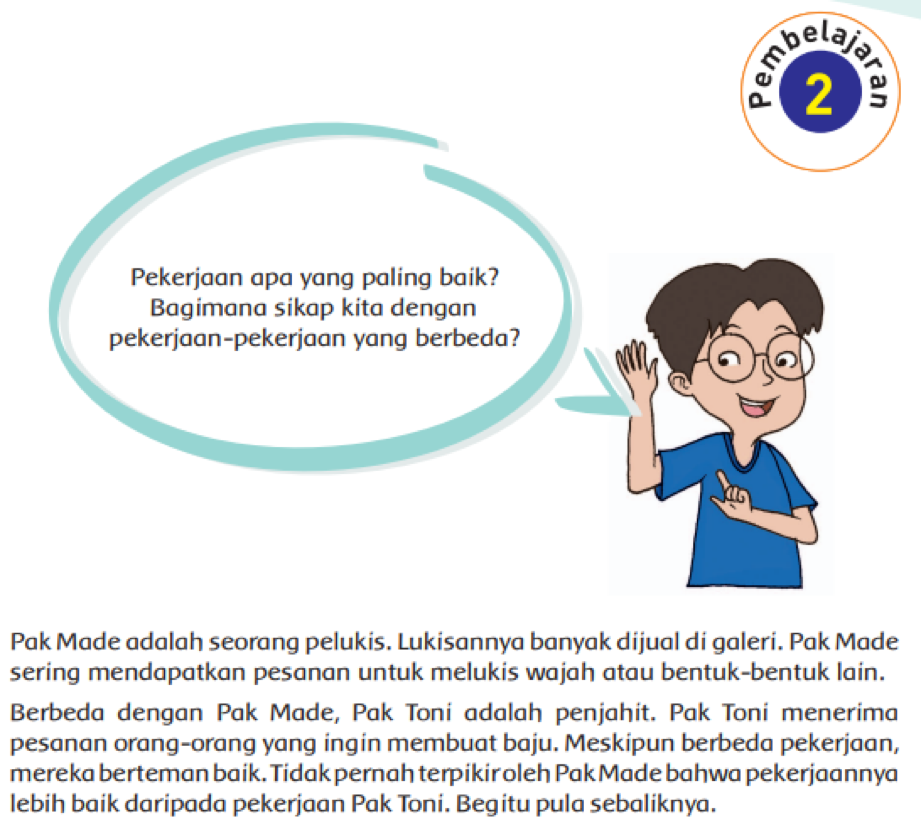 Pembelajaran
2
Pekerjaan apa yang paling baik?
Bagimana sikap kita dengan
pekerjaan-pekerjaan yang berbeda?
Pak Made adalah seorang pelukis. Lukisannya banyak dijual di galeri. Pak Made
sering mendapatkan pesanan untuk melukis wajah atau bentuk-bentuk lain.
Berbeda dengan Pak Made, Pak Toni adalah penjahit. Pak Toni menerima
pesanan orang-orang yang ingin membuat baju. Meskipun berbeda pekerjaan,
mereka berteman baik. Tidak pernah terpikir oleh Pak Made bahwa pekerjaannya
lebih baik daripada pekerjaan Pak Toni. Begitu pula sebaliknya.